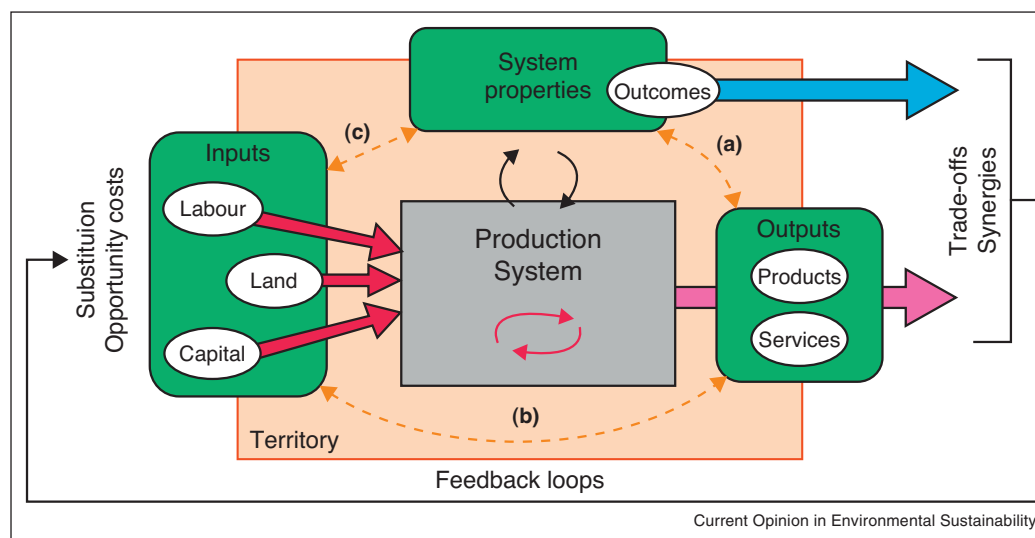 System
properties
Outcomes
(c)
(a)
Inputs
Labour
Land
Capital
Production
System
Outputs
Products
Services
Substituion
Opportunity costs
Trade-offs
Synergies
(b)
Territory
Feedback loops
Current Opinion in Environmental Sustainability